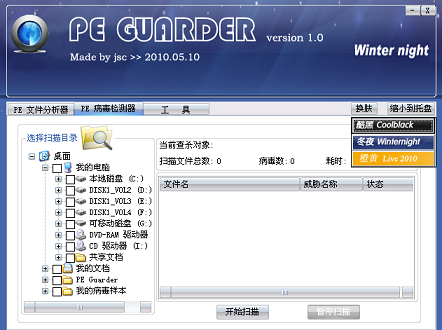 PE GUARDER version 1.0
Made by jsc >> 2010.05.10
Winter night
PE 文件分析器 PE 病毒检测器 工 具 换肤 缩小到托盘
酷黑 Coolblack
冬夜 Winternight
橙黄 Live 2010
选择扫描目录
当前查杀对象:
扫描文件总数: 0 病毒数: 0 耗时:
桌面
我的电脑
本地磁盘 (C:)
DISK1_VOL2 (D:)
DISK1_VOL3 (E:)
DISK1_VOL4 (F:)
可移动磁盘 (G:)
DVD-RAM 驱动器
CD 驱动器 (I:)
共享文档
我的文档
PE Guarder
我的病毒样本
文件名 威胁名称 状态
开始扫描 暂停扫描